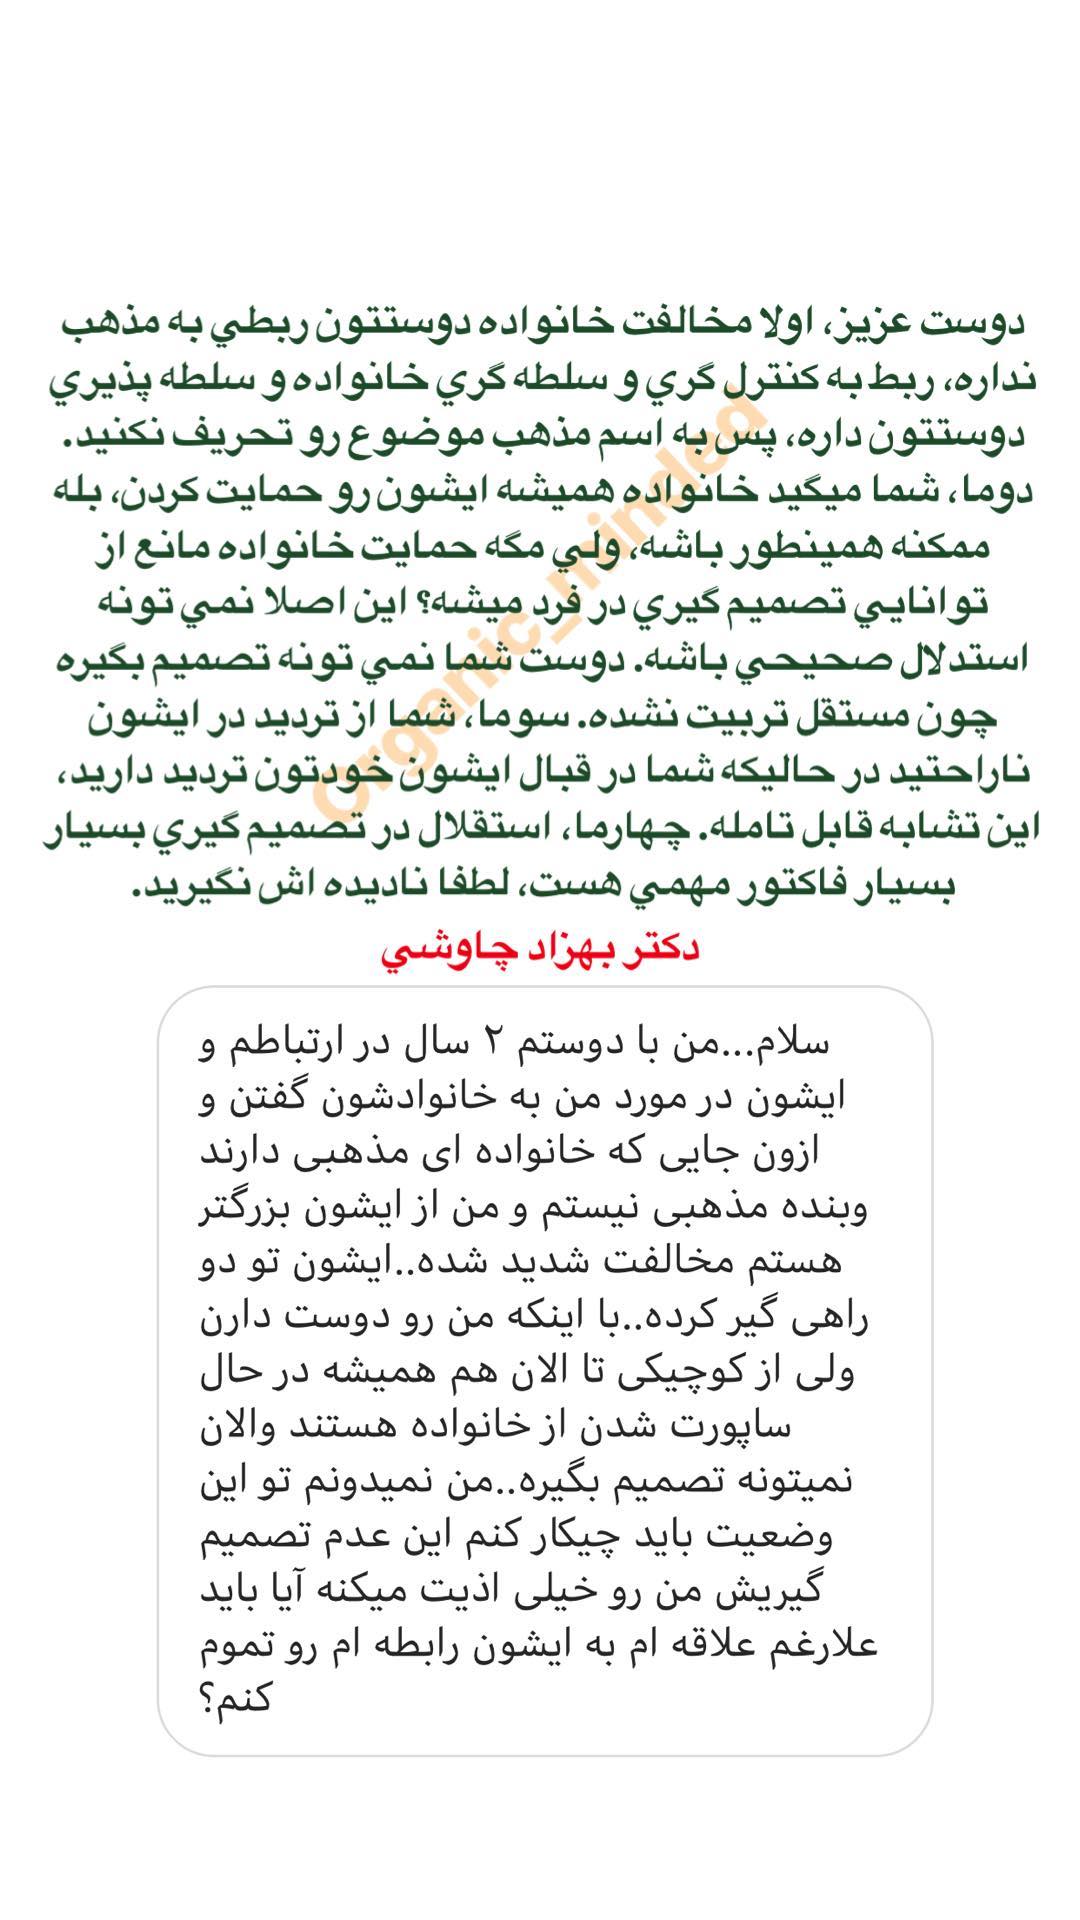 دوست عزیز، اولا مخالفت خانواده دوستتون ربطي به مذهب
نداره، ربط به کنترل گري و سلطه گري خانواده و سلطه پذيري
دوستتون داره، پس به اسم مذهب موضوع رو تحريف نکنيد.
دوما، شما ميگيد خانواده هميشه ايشون رو حمايت کردن، بله
ممکنه همينطور باشه، ولي مگه حمايت خانواده مانع از
توانايي تصميم گيري در فرد ميشه؟ اين اصلا نمي تونه
استدلال صحيحي باشه. دوست شما نمي تونه تصميم بگيره
چون مستقل تربيت نشده. سوما، شما از ترديد در ايشون
ناراحتيد در حاليکه شما در قبال ايشون خودتون ترديد داريد،
اين تشابه قابل تامله. چهارما، استقلال در تصميم گيري بسيار
بسيار فاکتور مهمي هست، لطفا ناديده اش نگيريد.
Organic_minded
دکتر بهزاد چاوشي
سلام...من با دوستم ۲ سال در ارتباطم و
ایشون در مورد من به خانوادشون گفتن و
ازون جایی که خانواده ای مذهبی دارند
وبنده مذهبی نیستم و من از ایشون بزرگتر
هستم مخالفت شدید شده..ایشون تو دو
راهی گیر کرده..با اینکه من رو دوست دارن
ولی از کوچیکی تا الان هم همیشه در حال
ساپورت شدن از خانواده هستند والان
نمیتونه تصمیم بگیره..من نمیدونم تو این
وضعیت باید چیکار کنم این عدم تصمیم
گیریش من رو خیلی اذیت میکنه آیا باید
علارغم علاقه ام به ایشون رابطه ام رو تموم
کنم؟